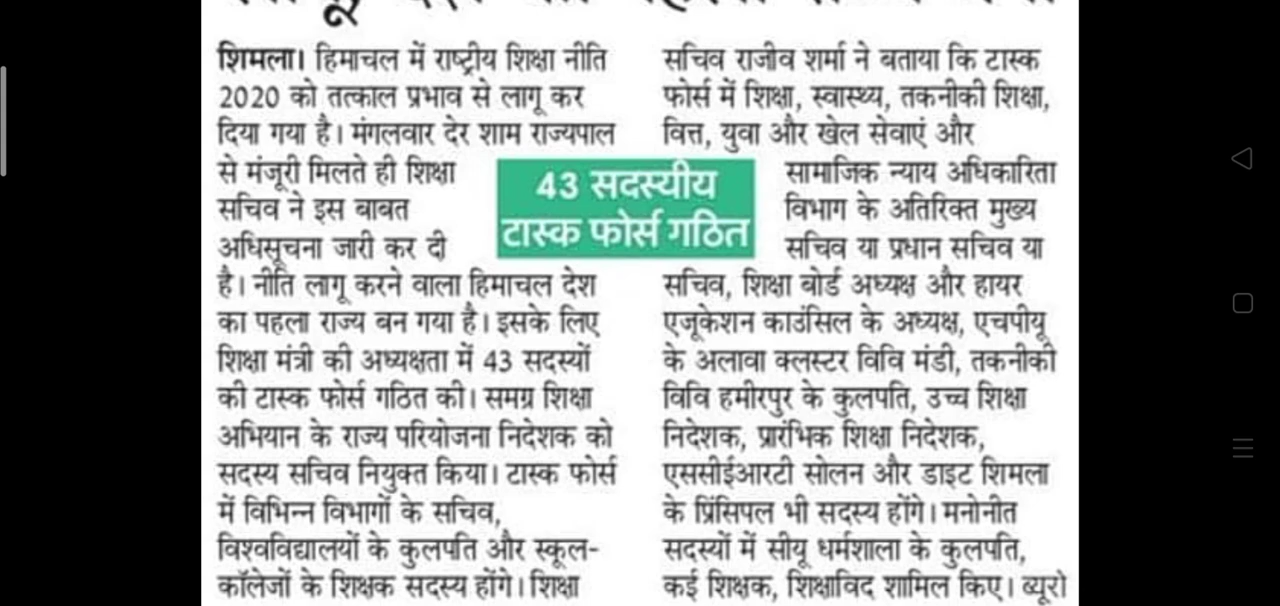 शिमला। हिमाचल में राष्ट्रीय शिक्षा नीति
2020 को तत्काल प्रभाव से लागू कर
दिया गया है। मंगलवार देर शाम राज्यपाल
से मंजूरी मिलते ही शिक्षा
सचिव ने इस बाबत
अधिसूचना जारी कर दी
है। नीति लागू करने वाला हिमाचल देश
का पहला राज्य बन गया है। इसके लिए
शिक्षा मंत्री की अध्यक्षता में 43 सदस्यों
की टास्क फोर्स गठित की। समग्र शिक्षा
अभियान के राज्य परियोजना निदेशक को
सदस्य सचिव नियुक्त किया। टास्क फोर्स
में विभिन्न विभागों के सचिव,
विश्वविद्यालयों के कुलपति और स्कूल-
कॉलेजों के शिक्षक सदस्य होंगे। शिक्षा
43 सदस्यीय
टास्क फोर्स गठित
सचिव राजीव शर्मा ने बताया कि टास्क
फोर्स में शिक्षा, स्वास्थ्य, तकनीकी शिक्षा,
वित्त, युवा और खेल सेवाएं और
सामाजिक न्याय अधिकारिता
विभाग के अतिरिक्त मुख्य
सचिव या प्रधान सचिव या
सचिव, शिक्षा बोर्ड अध्यक्ष और हायर
एजूकेशन काउंसिल के अध्यक्ष, एचपीयू
के अलावा क्लस्टर विवि मंडी, तकनीकी
विवि हमीरपुर के कुलपति, उच्च शिक्षा
निदेशक, प्रारंभिक शिक्षा निदेशक,
एससीईआरटी सोलन और डाइट शिमला
के प्रिंसिपल भी सदस्य होंगे। मनोनीत
सदस्यों में सीयू धर्मशाला के कुलपति,
कई शिक्षक, शिक्षाविद शामिल किए। ब्यूरो